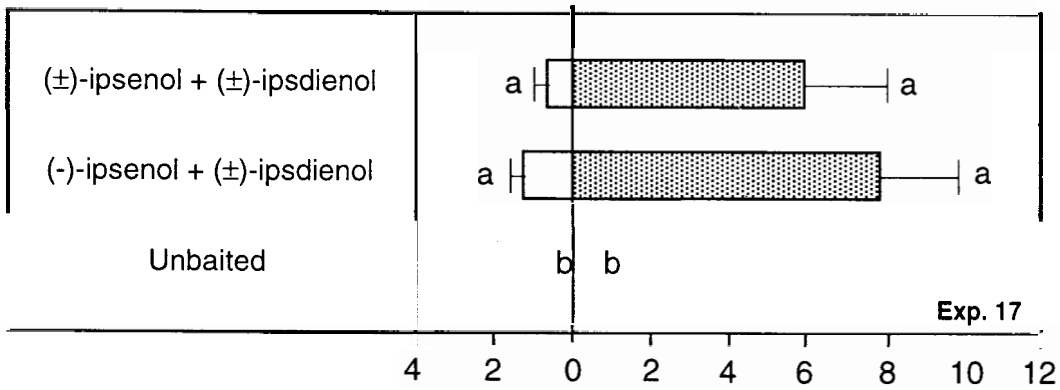 (±)-ipsenol + (±)-ipsdienol a a
(-)-ipsenol + (±)-ipsdienol a a
Unbaited b b
Exp. 17
4 2 0 2 4 6 8 10 12